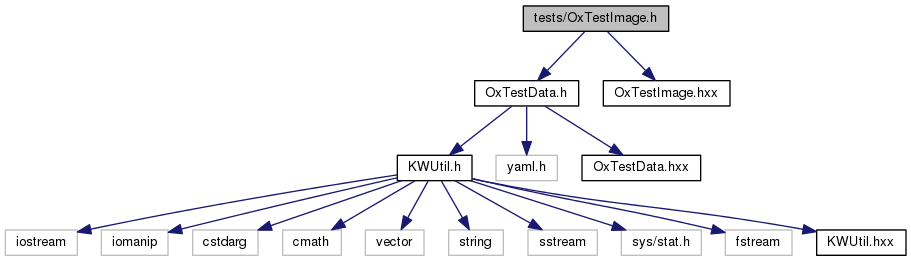 tests/OxTestImage.h
OxTestData.h
OxTestImage.hxx
KWUtil.h
yaml.h
OxTestData.hxx
iostream
iomanip
cstdarg
cmath
vector
string
sstream
sys/stat.h
fstream
KWUtil.hxx